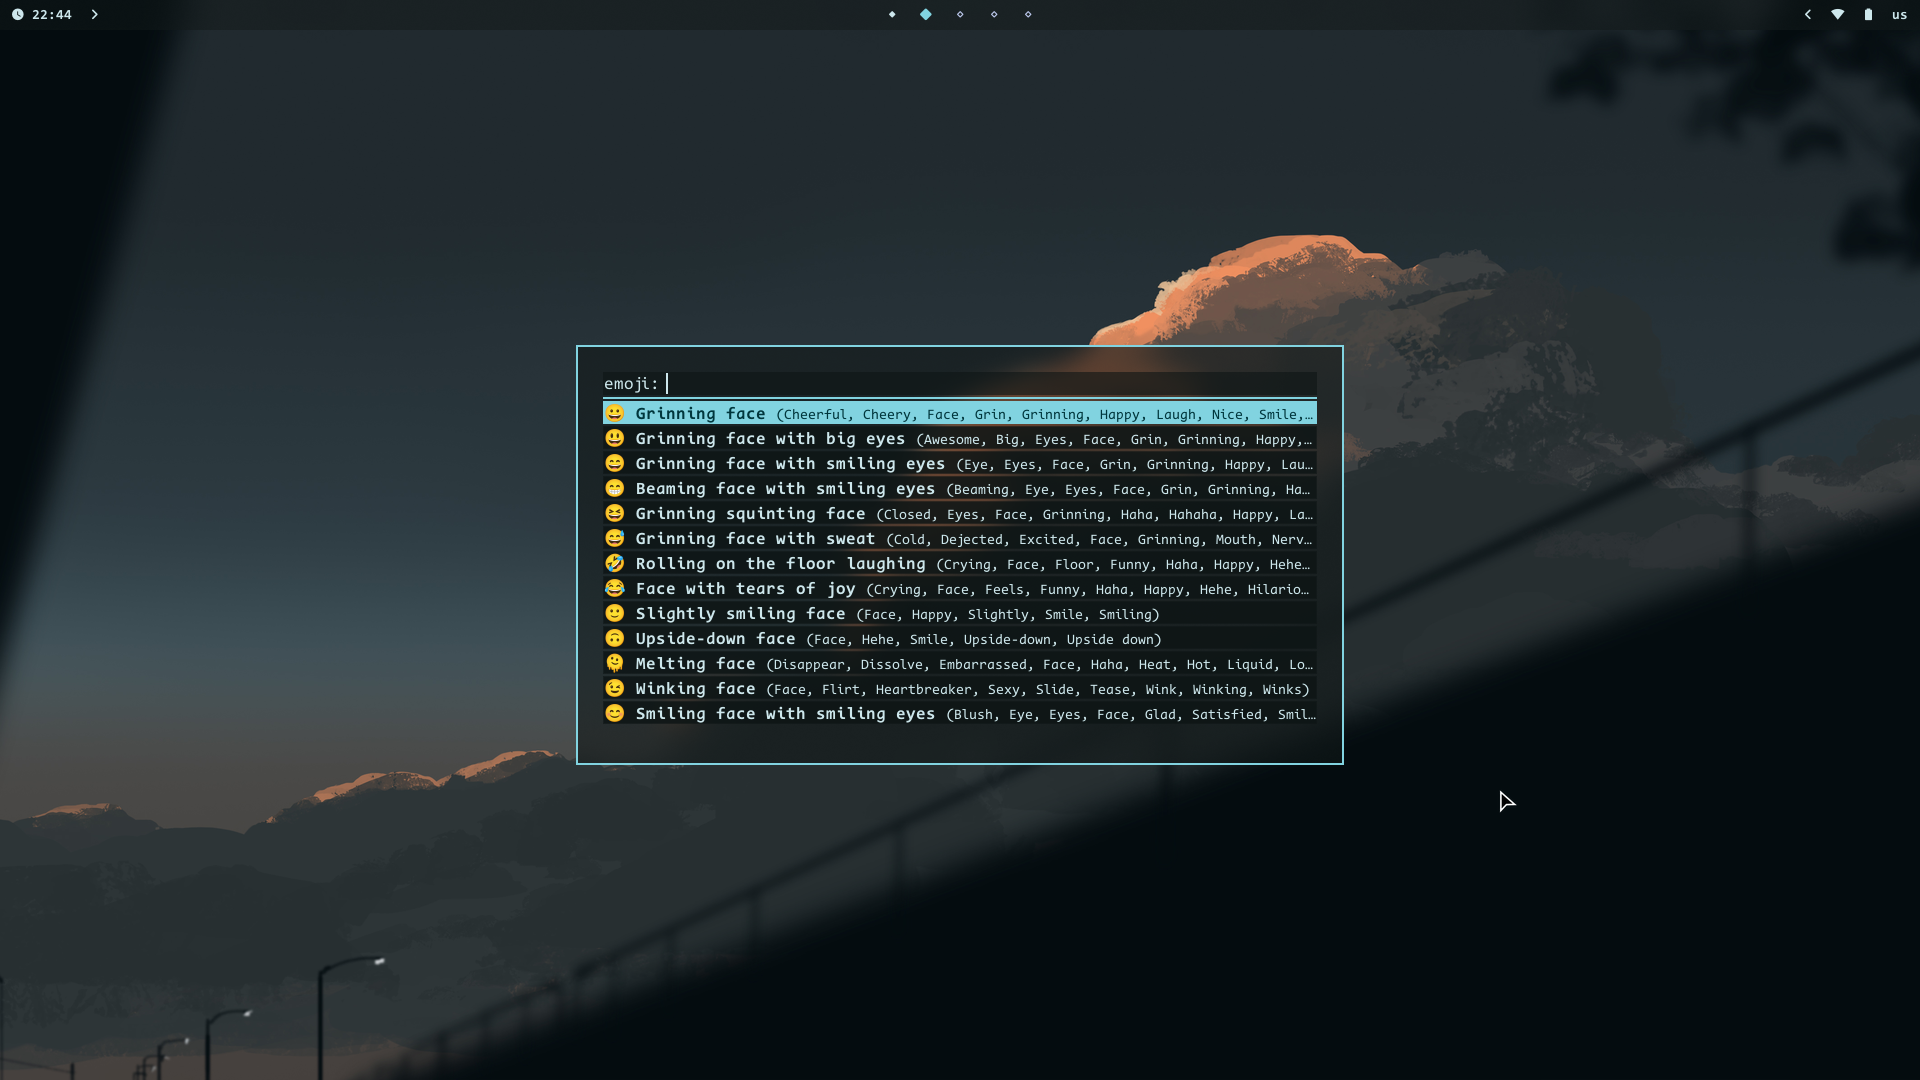 22:44
us
emoji:
😀 Grinning face (Cheerful, Cheery, Face, Grin, Grinning, Happy, Laugh, Nice, Smile,…
😃 Grinning face with big eyes (Awesome, Big, Eyes, Face, Grin, Grinning, Happy,…
😄 Grinning face with smiling eyes (Eye, Eyes, Face, Grin, Grinning, Happy, Lau…
😁 Beaming face with smiling eyes (Beaming, Eye, Eyes, Face, Grin, Grinning, Ha…
😆 Grinning squinting face (Closed, Eyes, Face, Grinning, Haha, Hahaha, Happy, La…
😅 Grinning face with sweat (Cold, Dejected, Excited, Face, Grinning, Mouth, Nerv…
🤣 Rolling on the floor laughing (Crying, Face, Floor, Funny, Haha, Happy, Hehe…
😂 Face with tears of joy (Crying, Face, Feels, Funny, Haha, Happy, Hehe, Hilario…
🙂 Slightly smiling face (Face, Happy, Slightly, Smile, Smiling)
🙃 Upside-down face (Face, Hehe, Smile, Upside-down, Upside down)
🫠 Melting face (Disappear, Dissolve, Embarrassed, Face, Haha, Heat, Hot, Liquid, Lo…
😉 Winking face (Face, Flirt, Heartbreaker, Sexy, Slide, Tease, Wink, Winking, Winks)
😊 Smiling face with smiling eyes (Blush, Eye, Eyes, Face, Glad, Satisfied, Smil…